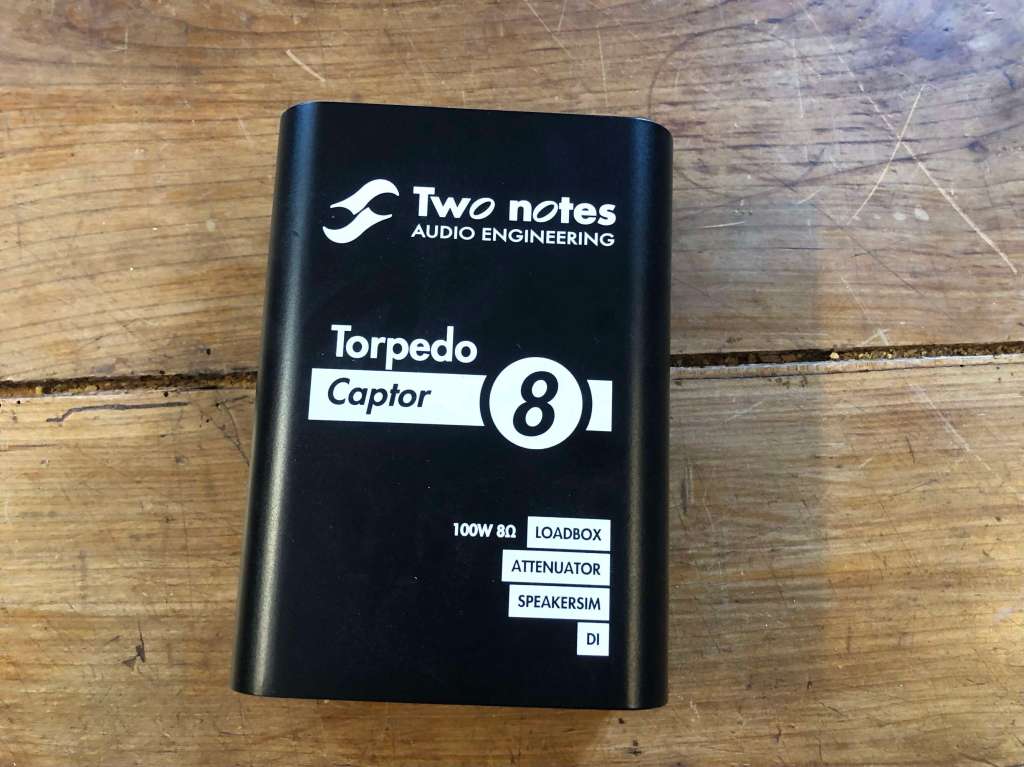 Two notes
AUDIO ENGINEERING
Torpedo
Captor 8
100W 8Ω LOADBOX
ATTENUATOR
SPEAKERSIM
DI